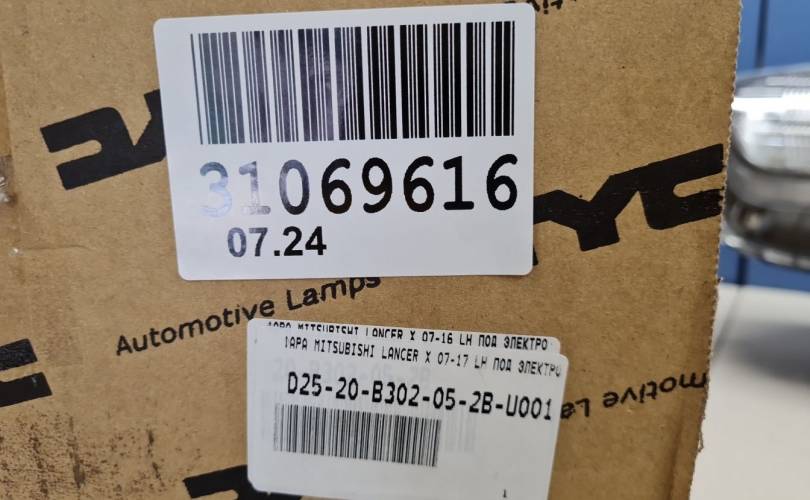 31069616
07.24
TYC
Automotive Lamps
MITSUBISHI LANCER X 07-16 LH ПОД ЭЛЕКТРО
ФАРА MITSUBISHI LANCER X 07-17 LH ПОД ЭЛЕКТРО
D25-20-B302-05-2B-U001